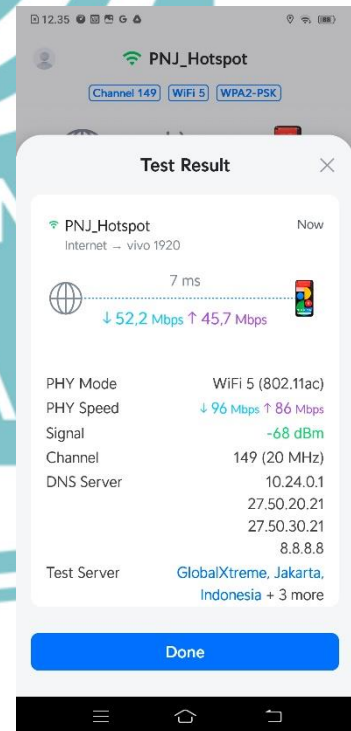 12.35
PNJ_Hotspot
Channel 149 WiFi 5 WPA2-PSK
Test Result
PNJ_Hotspot Now
Internet → vivo 1920
7 ms
↓ 52,2 Mbps ↑ 45,7 Mbps
PHY Mode WiFi 5 (802.11ac)
PHY Speed ↓ 96 Mbps ↑ 86 Mbps
Signal -68 dBm
Channel 149 (20 MHz)
DNS Server 10.24.0.1
27.50.20.21
27.50.30.21
8.8.8.8
Test Server GlobalXtreme, Jakarta,
Indonesia + 3 more
Done